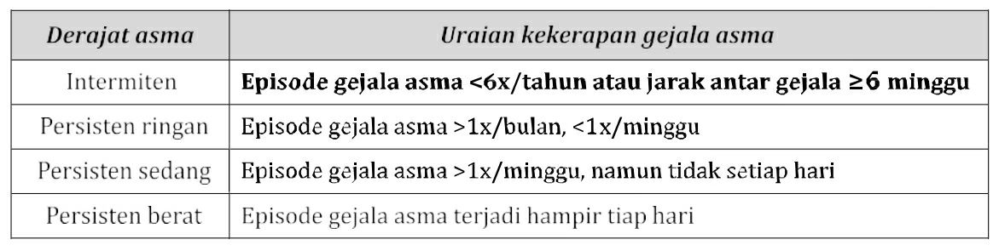 Derajat asma Uraian kekerapan gejala asma
Intermiten Episode gejala asma <6x/tahun atau jarak antar gejala ≥6 minggu
Persisten ringan Episode gejala asma >1x/bulan, <1x/minggu
Persisten sedang Episode gejala asma >1x/minggu, namun tidak setiap hari
Persisten berat Episode gejala asma terjadi hampir tiap hari